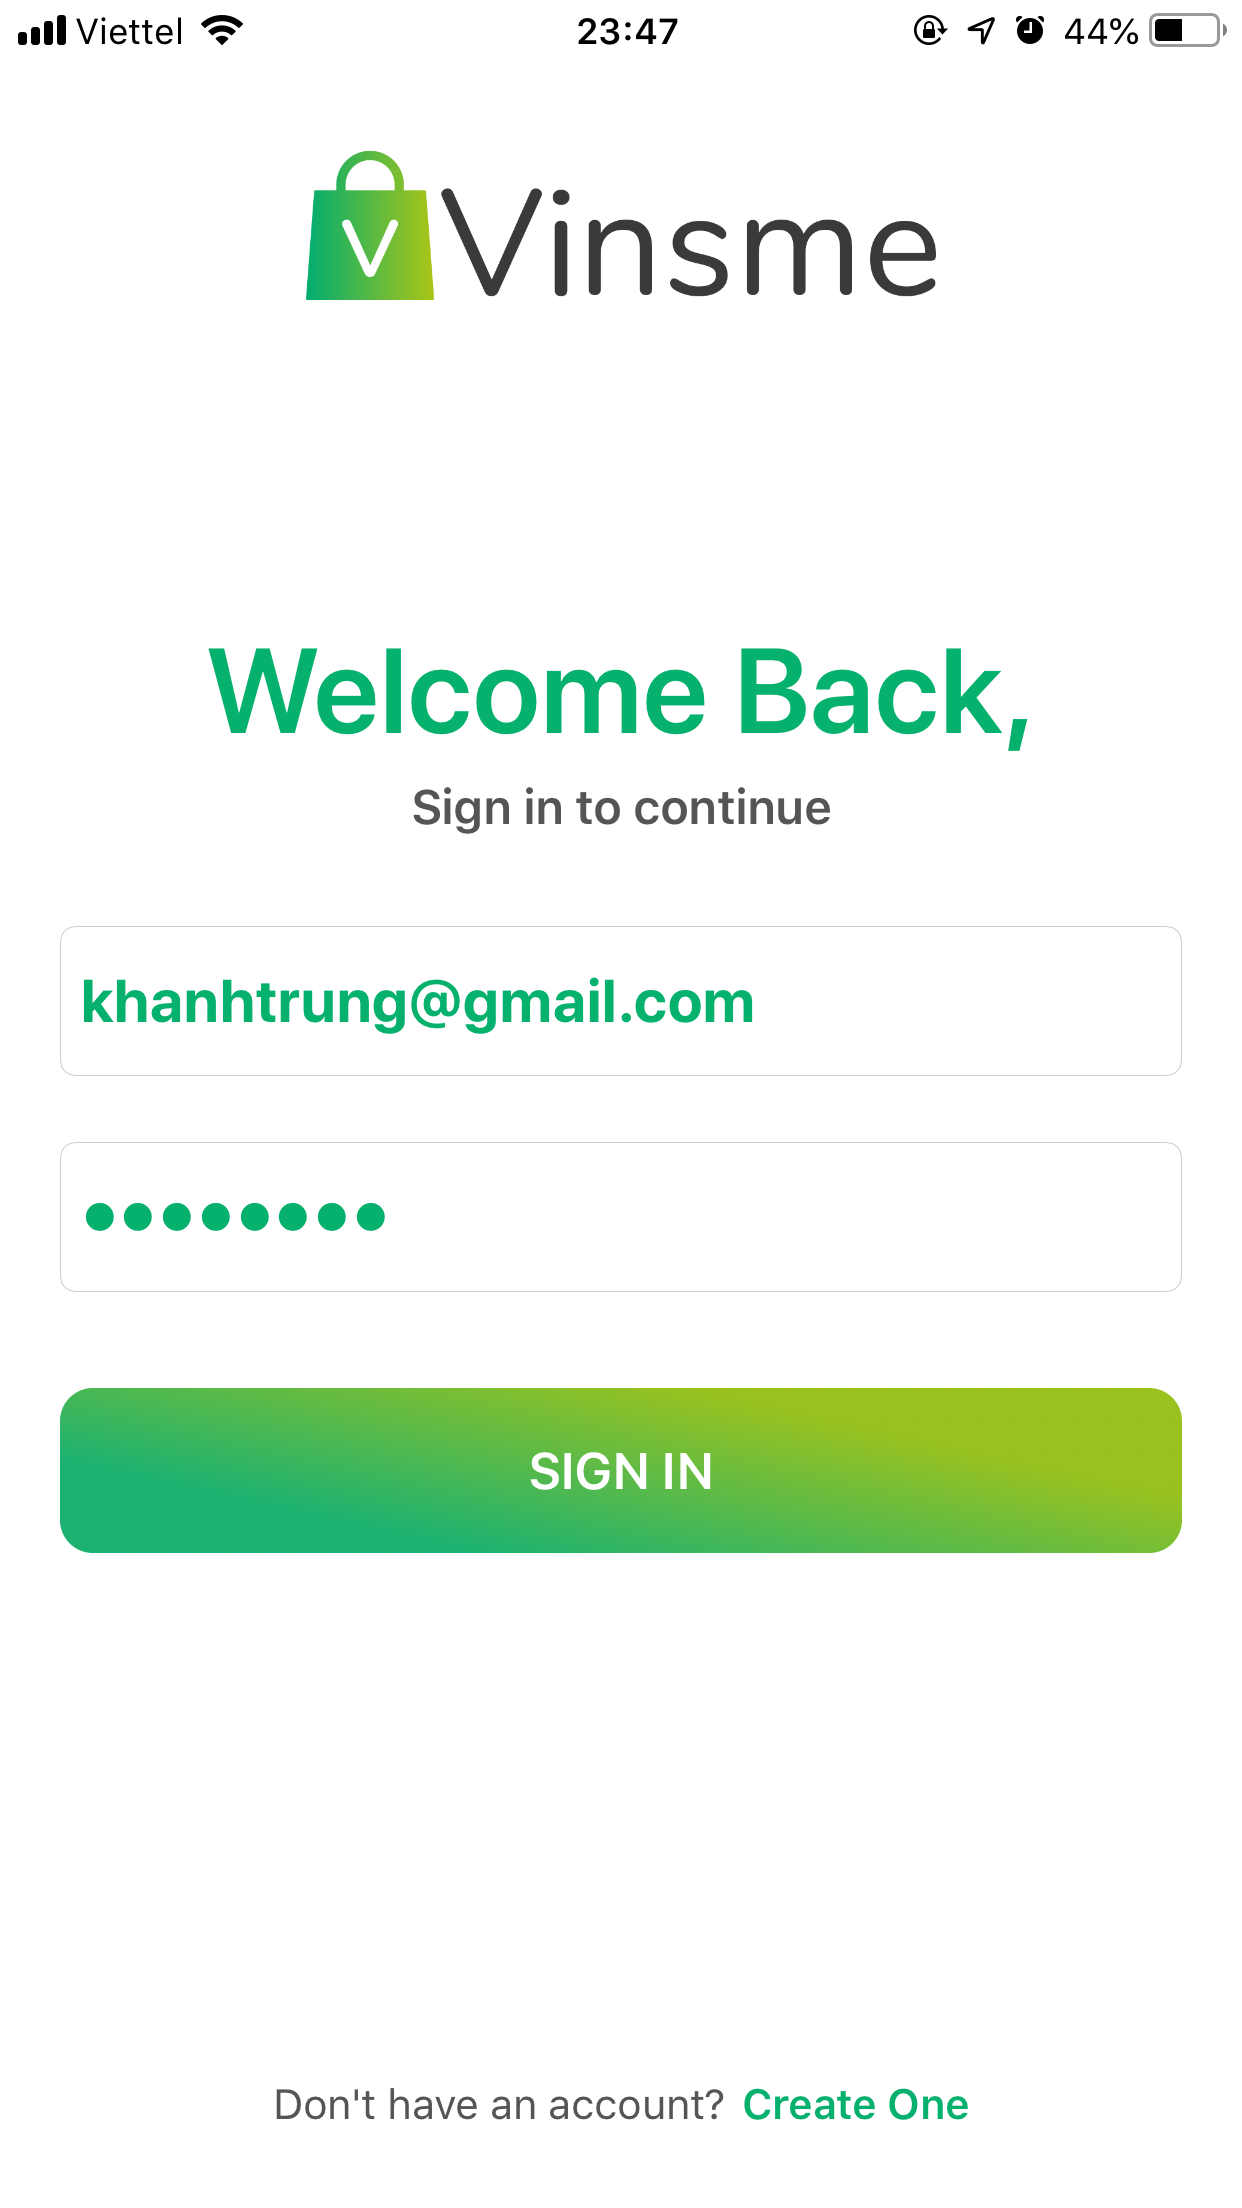 Viettel 23:47 44%
V Vinsme
Welcome Back,
Sign in to continue
khanhtrung@gmail.com
••••••••
SIGN IN
Don't have an account? Create One